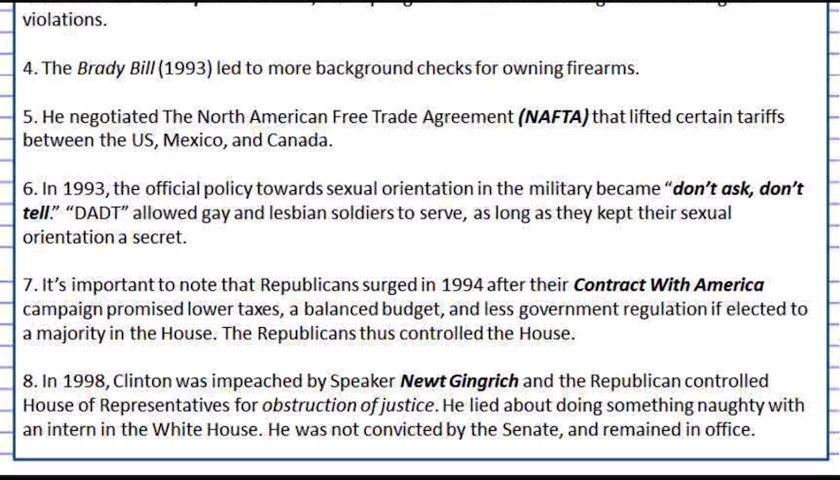 violations.
4. The Brady Bill (1993) led to more background checks for owning firearms.
5. He negotiated The North American Free Trade Agreement (NAFTA) that lifted certain tariffs
between the US, Mexico, and Canada.
6. In 1993, the official policy towards sexual orientation in the military became “don’t ask, don’t
tell.” “DADT” allowed gay and lesbian soldiers to serve, as long as they kept their sexual
orientation a secret.
7. It’s important to note that Republicans surged in 1994 after their Contract With America
campaign promised lower taxes, a balanced budget, and less government regulation if elected to
a majority in the House. The Republicans thus controlled the House.
8. In 1998, Clinton was impeached by Speaker Newt Gingrich and the Republican controlled
House of Representatives for obstruction of justice. He lied about doing something naughty with
an intern in the White House. He was not convicted by the Senate, and remained in office.